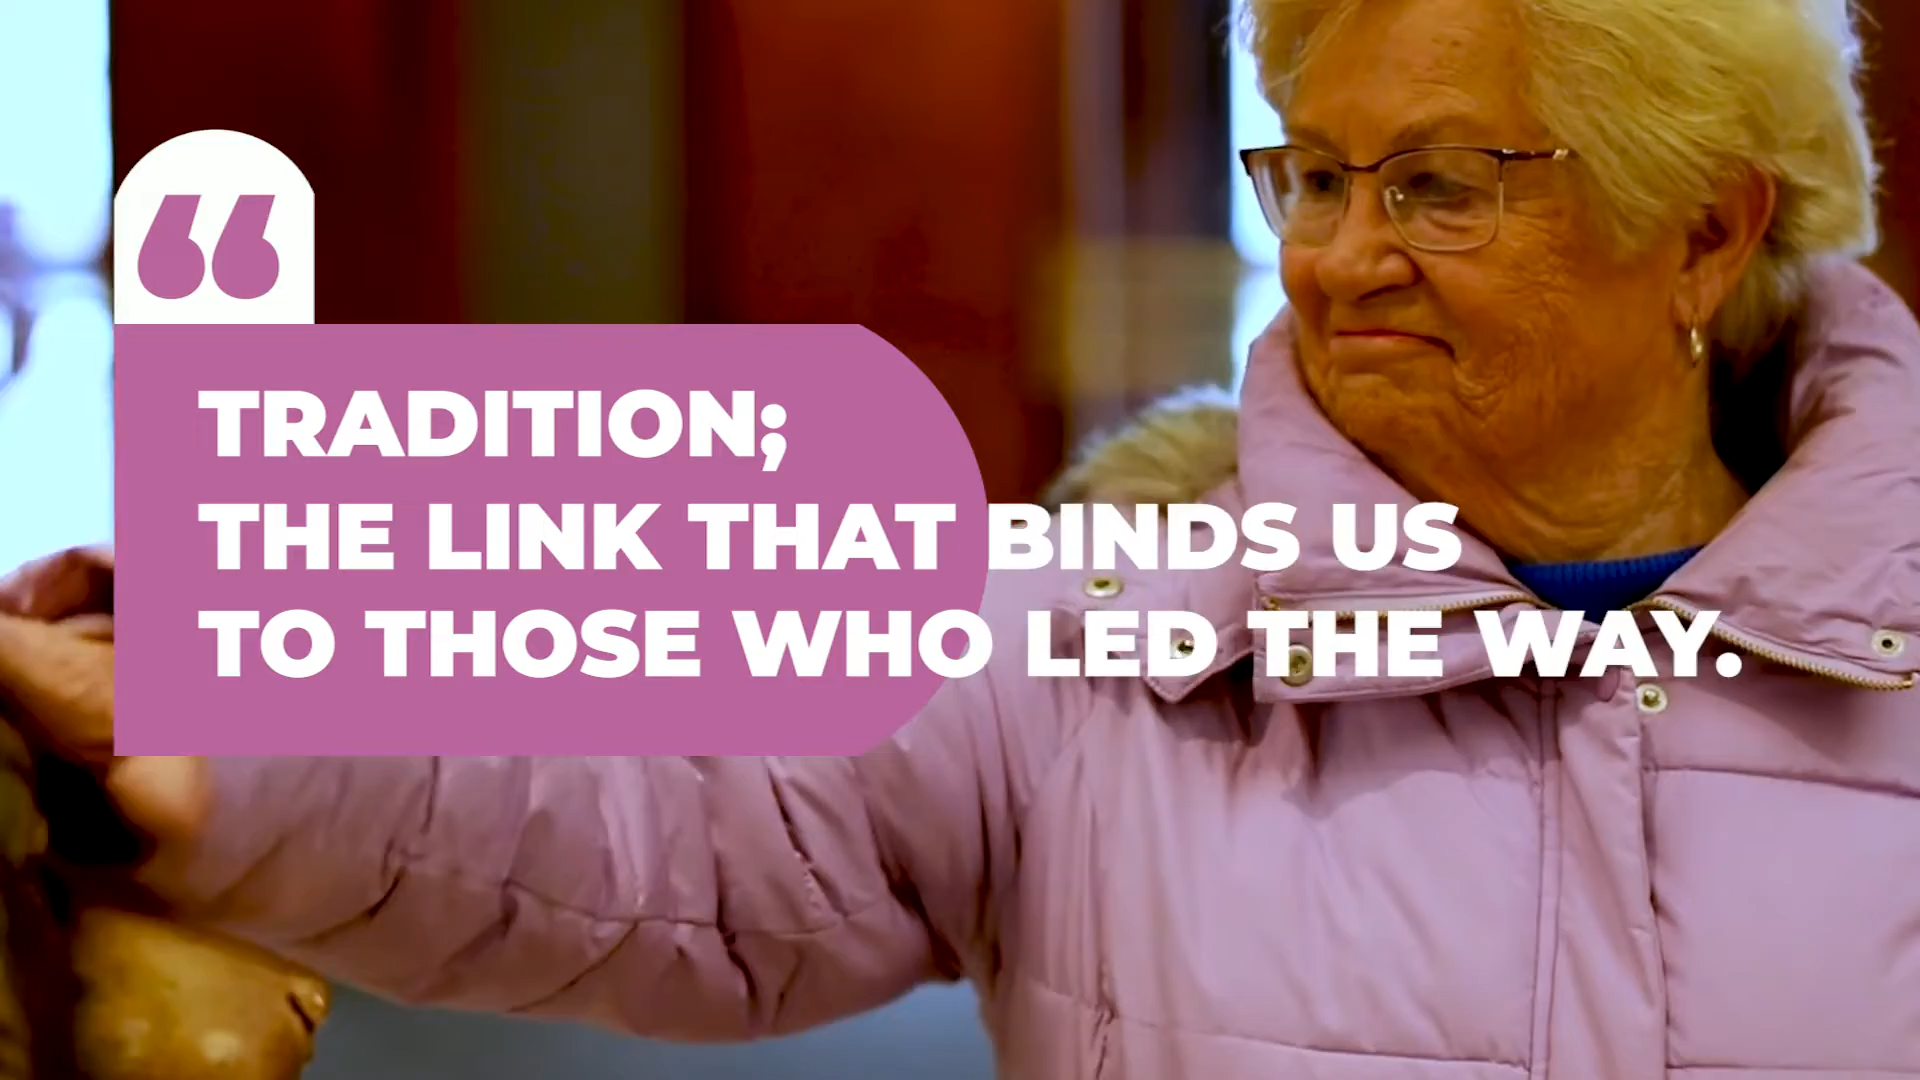 “
TRADITION;
THE LINK THAT BINDS US
TO THOSE WHO LED THE WAY.